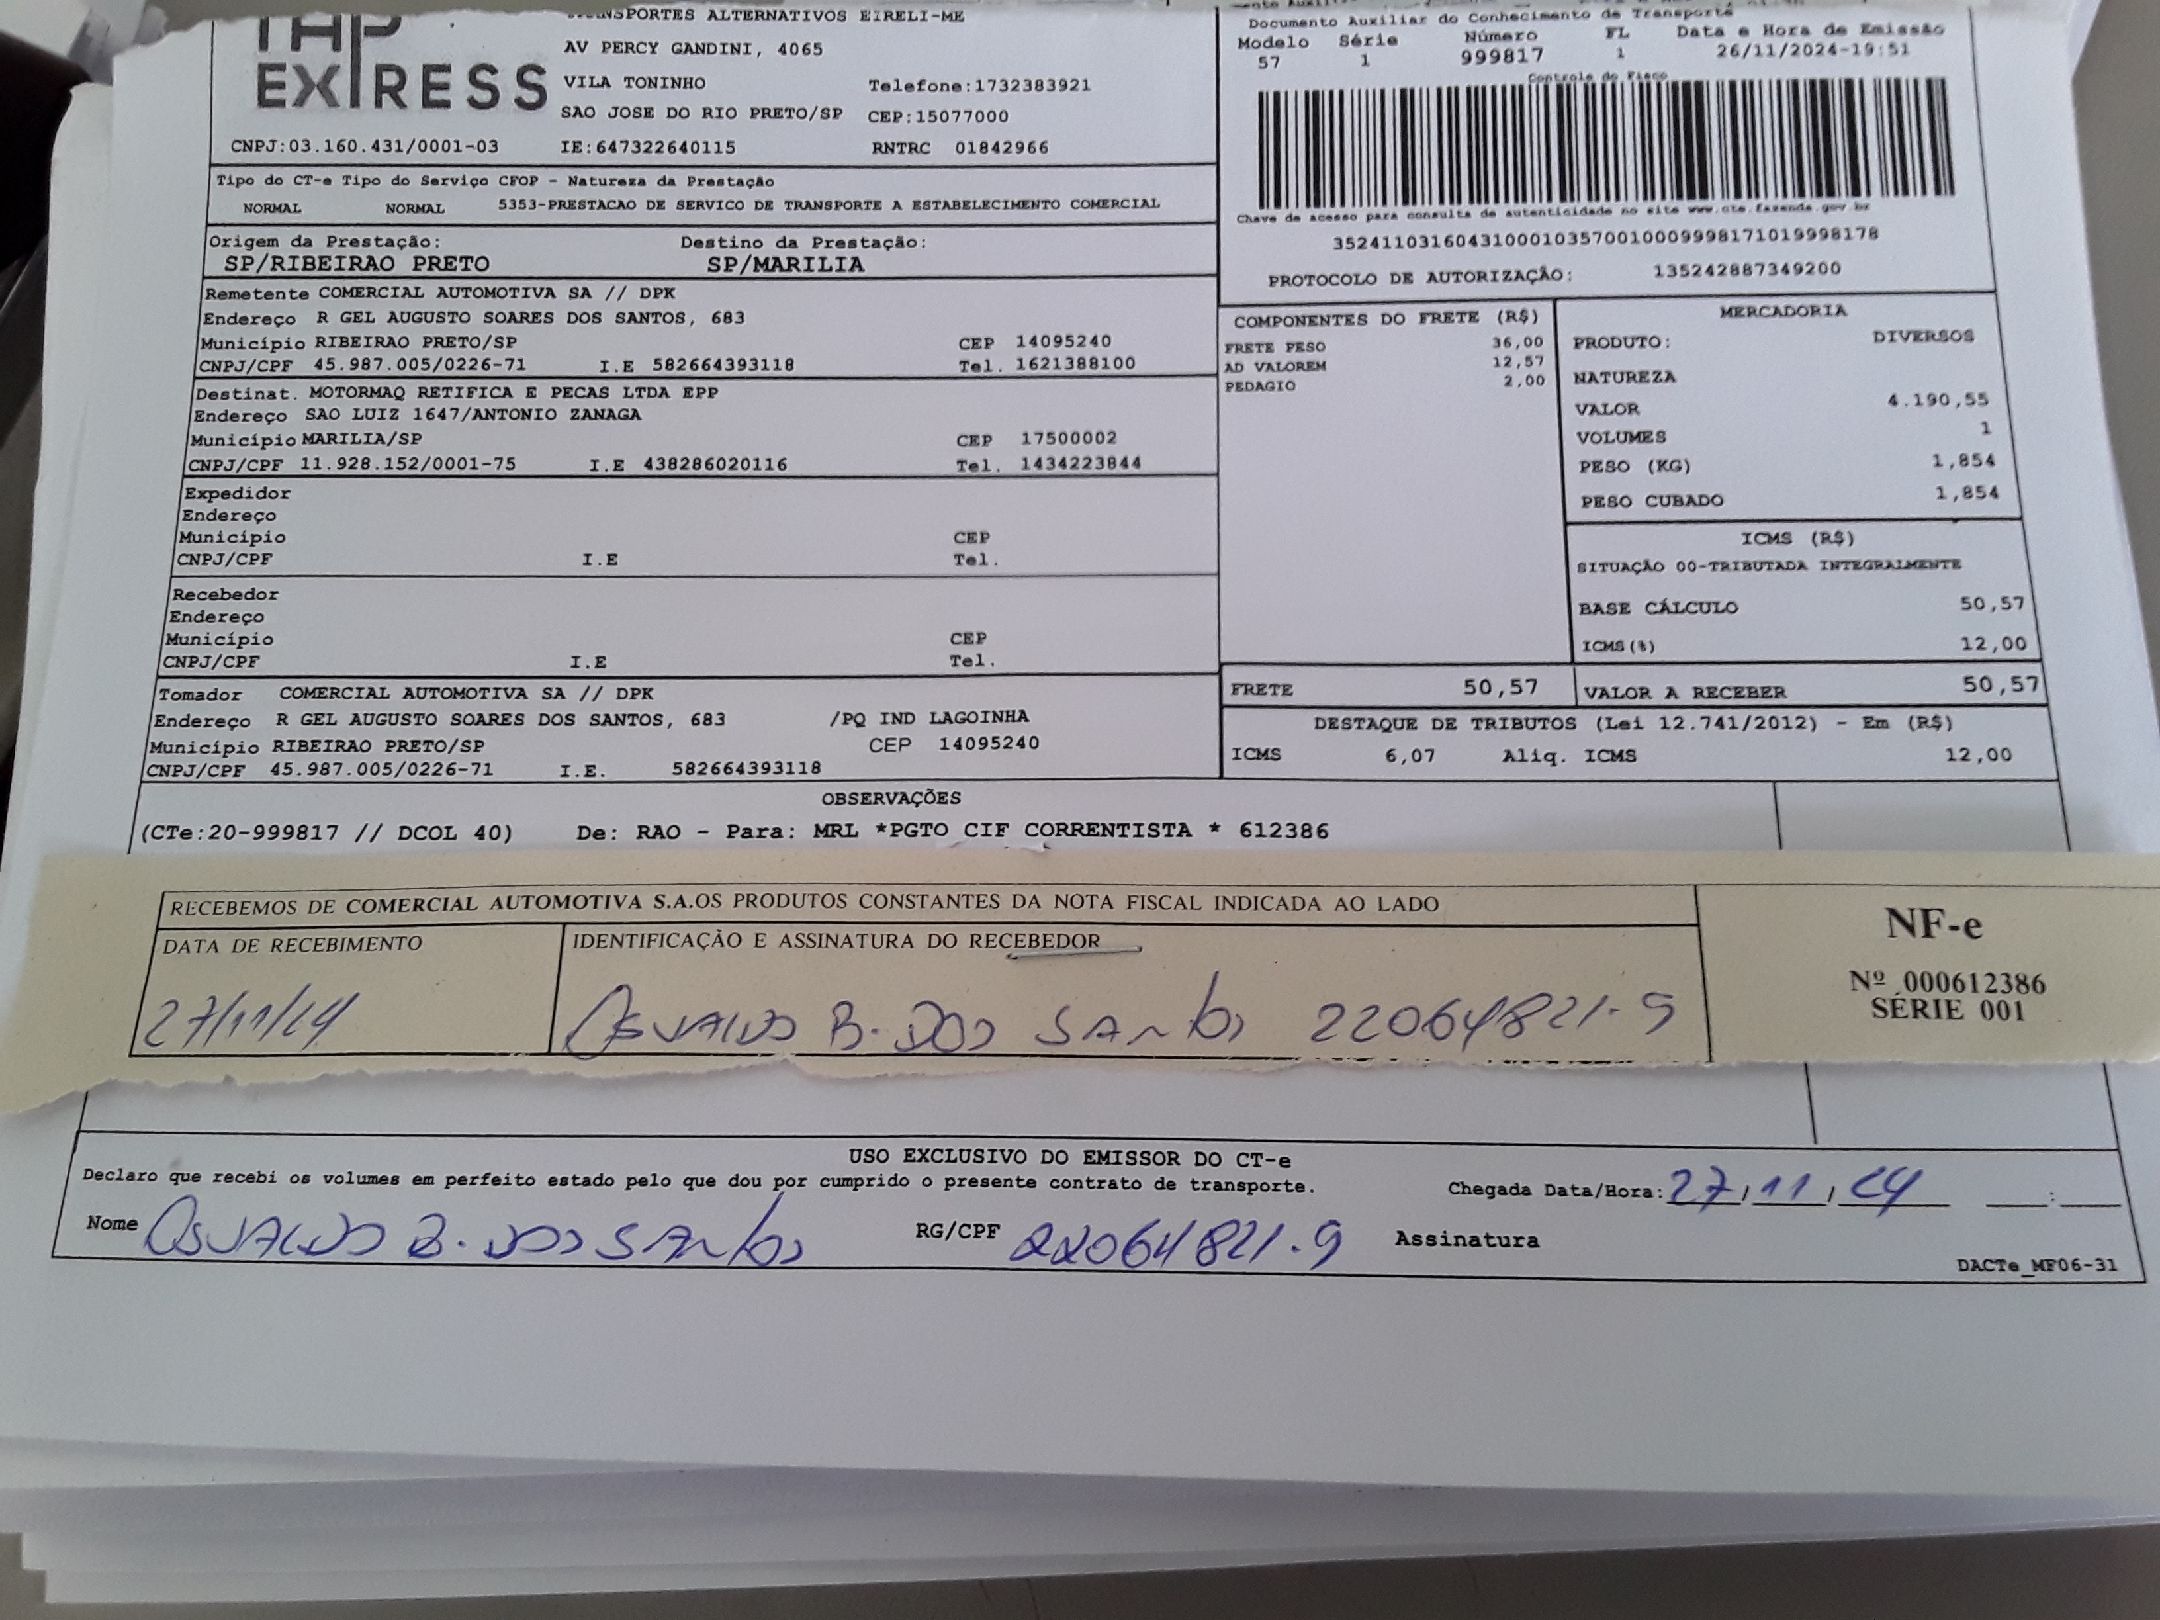 EXPRESS
TRANSPORTES ALTERNATIVOS EIRELI-ME
AV PERCY GANDINI, 4065
VILA TONINHO Telefone:1732383921
SAO JOSE DO RIO PRETO/SP CEP:15077000
CNPJ:03.160.431/0001-03 IE:647322640115 RNTRC 01842966
Documento Auxiliar do Conhecimento de Transporte
Modelo Série Número FL Data e Hora de Emissão
57 1 999817 1 26/11/2024-19:51
Controle do Fisco
Chave de acesso para consulta de autenticidade no site www.cte.fazenda.gov.br
35241103160431000103570010009998171019998178
PROTOCOLO DE AUTORIZAÇÃO: 135242887349200
Tipo do CT-e Tipo do Serviço CFOP - Natureza da Prestação
NORMAL NORMAL 5353-PRESTACAO DE SERVICO DE TRANSPORTE A ESTABELECIMENTO COMERCIAL
Origem da Prestação: Destino da Prestação:
SP/RIBEIRAO PRETO SP/MARILIA
Remetente COMERCIAL AUTOMOTIVA SA // DPK
Endereço R GEL AUGUSTO SOARES DOS SANTOS, 683
Município RIBEIRAO PRETO/SP CEP 14095240
CNPJ/CPF 45.987.005/0226-71 I.E 582664393118 Tel. 1621388100
Destinat. MOTORMAQ RETIFICA E PECAS LTDA EPP
Endereço SAO LUIZ 1647/ANTONIO ZANAGA
Município MARILIA/SP CEP 17500002
CNPJ/CPF 11.928.152/0001-75 I.E 438286020116 Tel. 1434223844
Expedidor
Endereço
Município CEP
CNPJ/CPF I.E Tel.
Recebedor
Endereço
Município CEP
CNPJ/CPF I.E Tel.
Tomador COMERCIAL AUTOMOTIVA SA // DPK
Endereço R GEL AUGUSTO SOARES DOS SANTOS, 683 /PQ IND LAGOINHA
Município RIBEIRAO PRETO/SP CEP 14095240
CNPJ/CPF 45.987.005/0226-71 I.E. 582664393118
COMPONENTES DO FRETE (R$)
FRETE PESO 36,00
AD VALOREM 12,57
PEDAGIO 2,00
MERCADORIA
PRODUTO: DIVERSOS
NATUREZA
VALOR 4.190,55
VOLUMES 1
PESO (KG) 1,854
PESO CUBADO 1,854
ICMS (R$)
SITUAÇÃO 00-TRIBUTADA INTEGRALMENTE
BASE CÁLCULO 50,57
ICMS(%) 12,00
FRETE 50,57 VALOR A RECEBER 50,57
DESTAQUE DE TRIBUTOS (Lei 12.741/2012) - Em (R$)
ICMS 6,07 Aliq. ICMS 12,00
OBSERVAÇÕES
(CTe:20-999817 // DCOL 40) De: RAO - Para: MRL *PGTO CIF CORRENTISTA * 612386
RECEBEMOS DE COMERCIAL AUTOMOTIVA S.A.OS PRODUTOS CONSTANTES DA NOTA FISCAL INDICADA AO LADO
DATA DE RECEBIMENTO IDENTIFICAÇÃO E ASSINATURA DO RECEBEDOR
27/11/24 Osvaldo B. dos Santos 22064821-9
NF-e
Nº 000612386
SÉRIE 001
USO EXCLUSIVO DO EMISSOR DO CT-e
Declaro que recebi os volumes em perfeito estado pelo que dou por cumprido o presente contrato de transporte. Chegada Data/Hora: 27/11/24 __:__
Nome Osvaldo B. dos Santos RG/CPF 22064821-9 Assinatura
DACTe_MF06-31